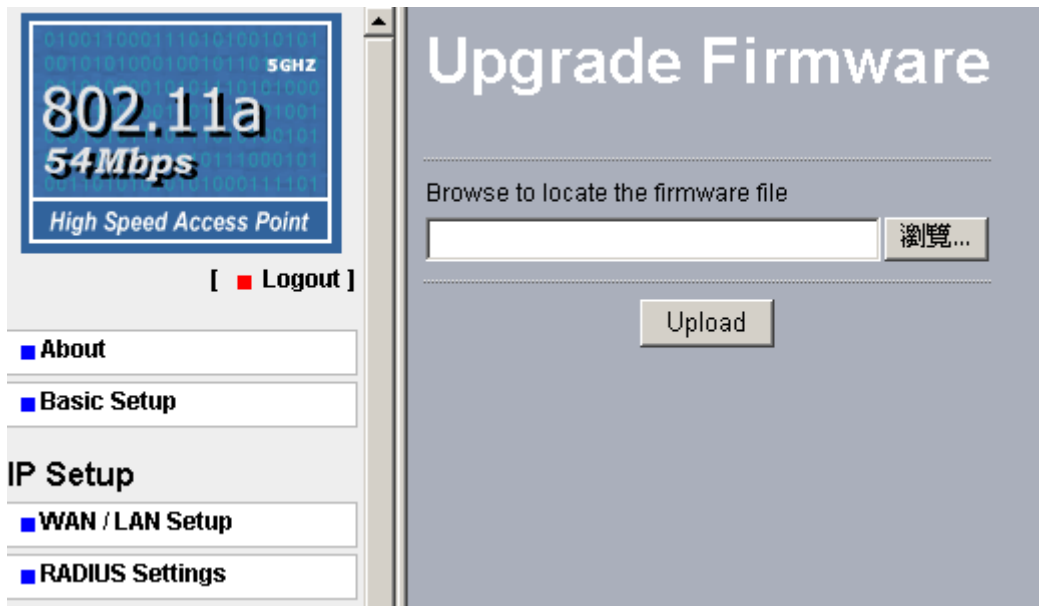 5GHZ
802.11a
54Mbps
High Speed Access Point
[ Logout ]
About
Basic Setup
IP Setup
WAN / LAN Setup
RADIUS Settings
Upgrade Firmware
Browse to locate the firmware file
瀏覽...
Upload